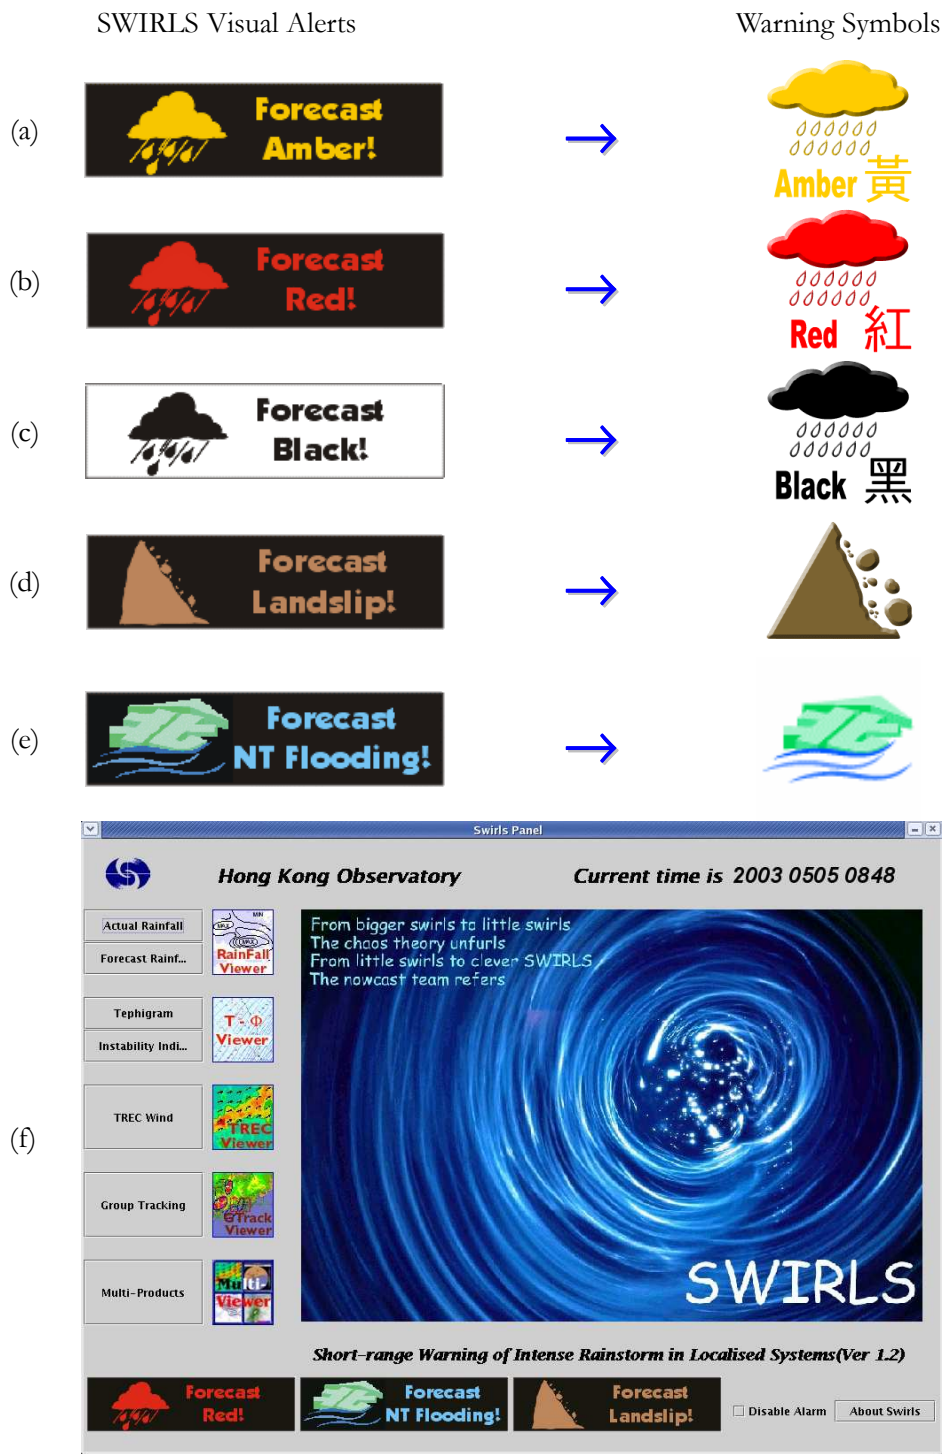 SWIRLS Visual Alerts
Warning Symbols
(a)
Forecast
Amber!
Amber 黃
(b)
Forecast
Red!
Red 紅
(c)
Forecast
Black!
Black 黑
(d)
Forecast
Landslip!
(e)
Forecast
NT Flooding!
(f)
Swirls Panel
Hong Kong Observatory
Current time is 2003 0505 0848
Actual Rainfall
Forecast Rainf...
MIN
MAX
MAX
RainFall
Viewer
Tephigram
Instability Indi...
T - Φ
Viewer
TREC Wind
TREC
Viewer
Group Tracking
GTrack
Viewer
Multi-Products
Multi-
Viewer
From bigger swirls to little swirls
The chaos theory unfurls
From little swirls to clever SWIRLS
The nowcast team refers
SWIRLS
Short-range Warning of Intense Rainstorm in Localised Systems(Ver 1.2)
Forecast
Red!
Forecast
NT Flooding!
Forecast
Landslip!
Disable Alarm
About Swirls